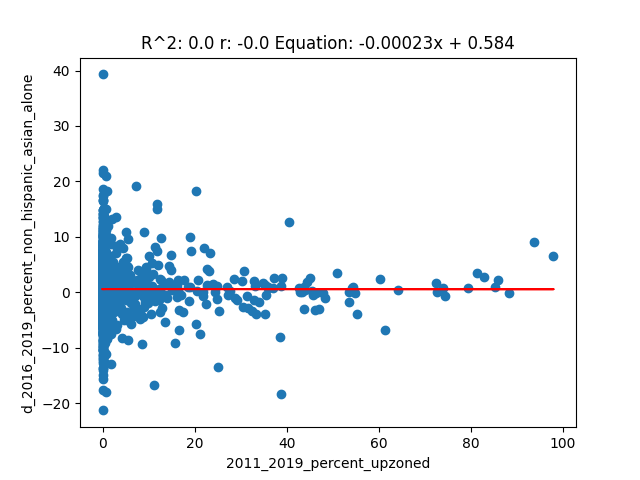 R^2: 0.0 r: -0.0 Equation: -0.00023x + 0.584
d_2016_2019_percent_non_hispanic_asian_alone
40
30
20
10
0
−10
−20
0 20 40 60 80 100
2011_2019_percent_upzoned